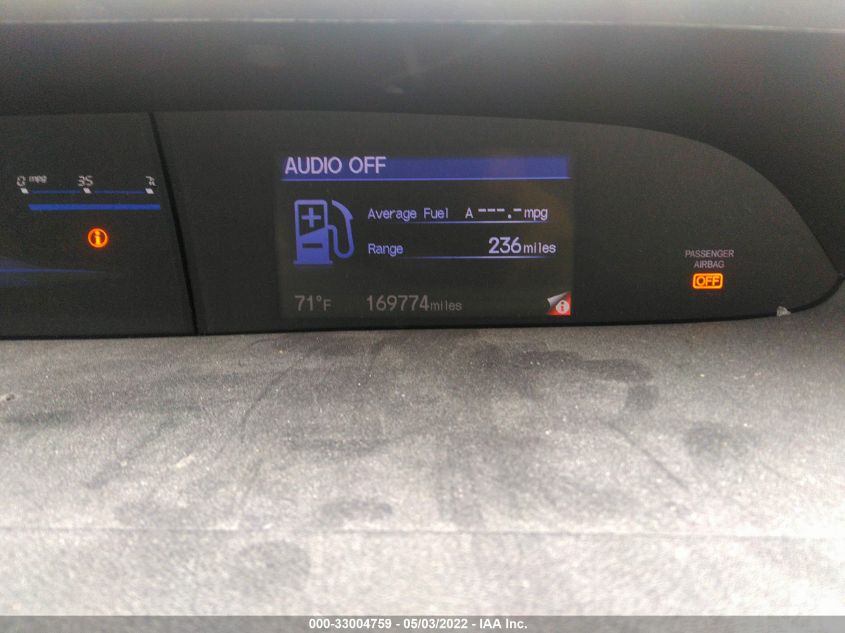 0 mpg 35
AUDIO OFF
Average Fuel A ---.- mpg
Range 236 miles
71°F 169774 miles
PASSENGER
AIRBAG
OFF
000-33004759 - 05/03/2022 - IAA Inc.